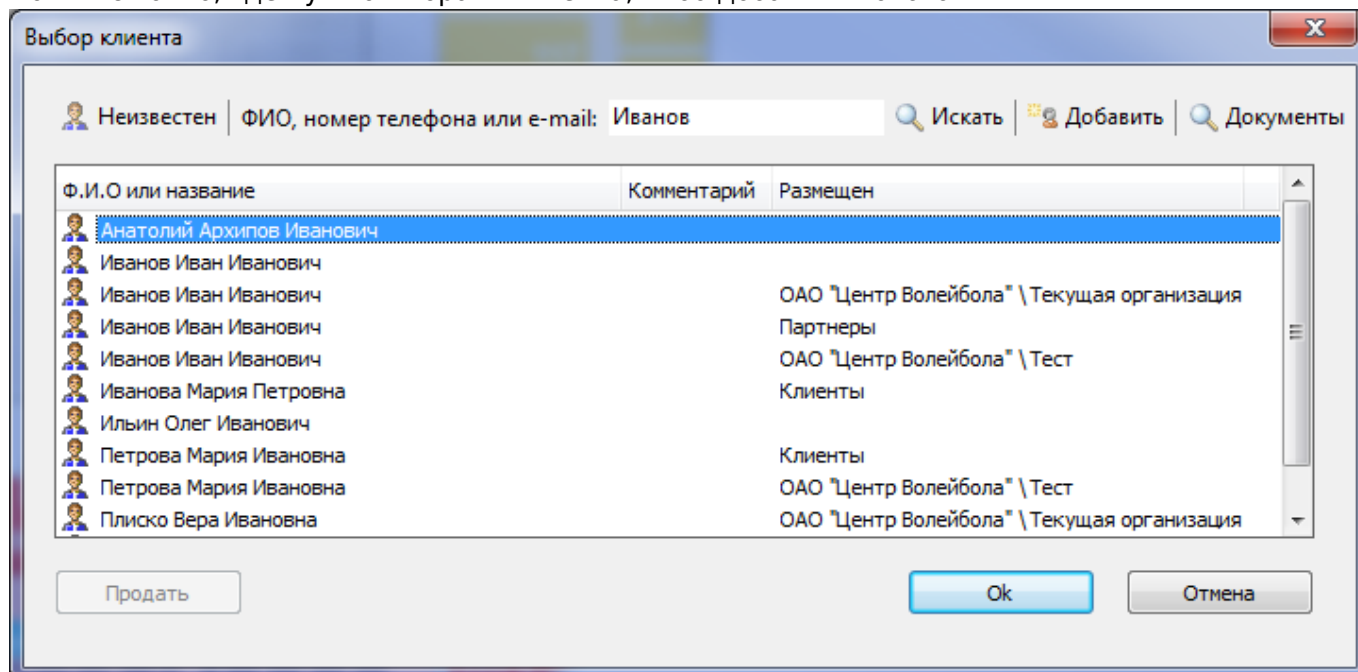 Выбор клиента
Неизвестен ФИО, номер телефона или e-mail: Иванов Искать Добавить Документы
Ф.И.О или название Комментарий Размещен
Анатолий Архипов Иванович
Иванов Иван Иванович
Иванов Иван Иванович ОАО "Центр Волейбола" \ Текущая организация
Иванов Иван Иванович Партнеры
Иванов Иван Иванович ОАО "Центр Волейбола" \ Тест
Иванова Мария Петровна Клиенты
Ильин Олег Иванович
Петрова Мария Ивановна Клиенты
Петрова Мария Ивановна ОАО "Центр Волейбола" \ Тест
Плиско Вера Ивановна ОАО "Центр Волейбола" \ Текущая организация
Продать Ok Отмена